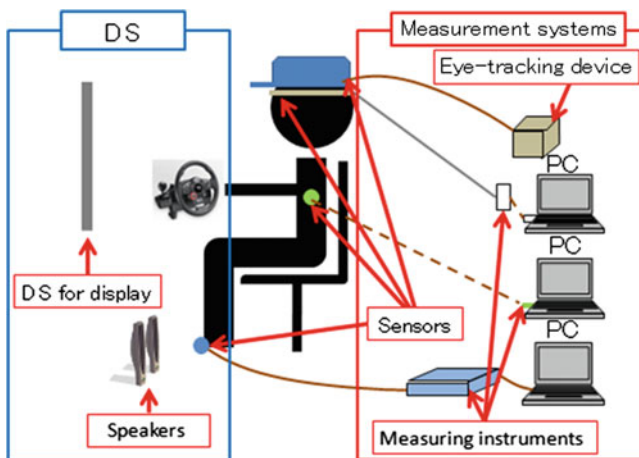 DS
Measurement systems
Eye-tracking device
PC
PC
DS for display
Sensors
PC
Speakers
Measuring instruments